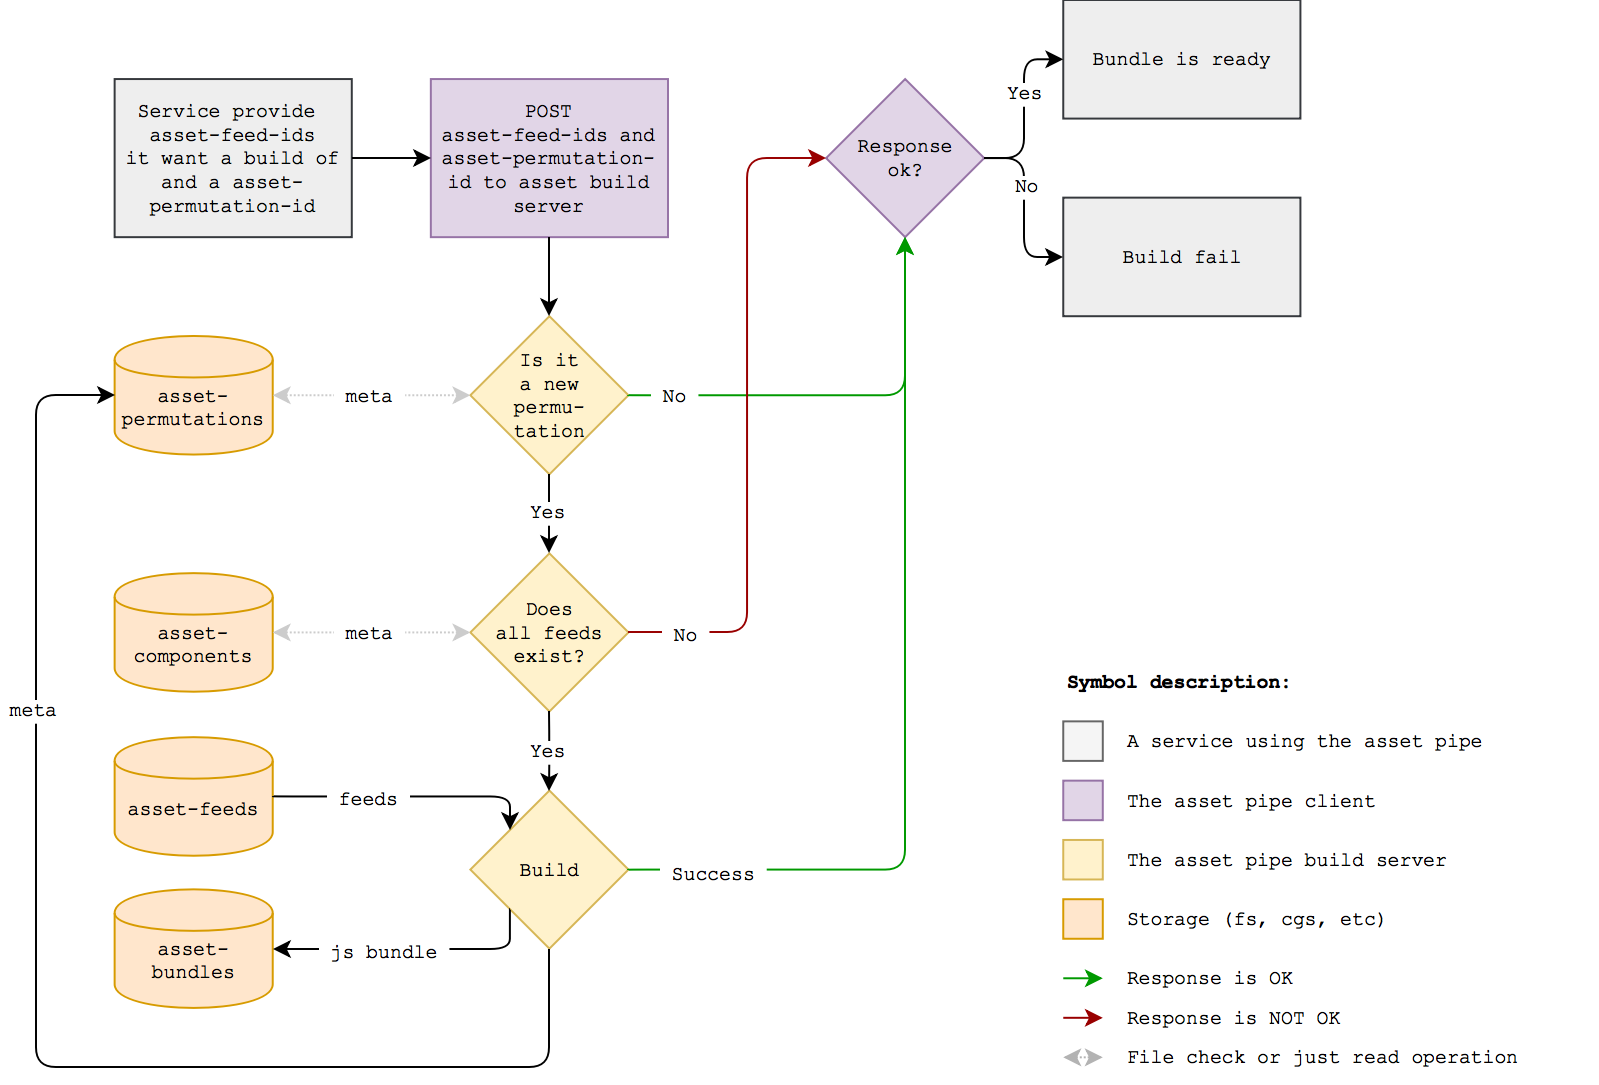 Service provide
asset-feed-ids
it want a build of
and a asset-
permutation-id
POST
asset-feed-ids and
asset-permutation-
id to asset build
server
Response
ok?
Yes
No
Bundle is ready
Build fail
asset-
permutations
meta
Is it
a new
permu-
tation
No
Yes
asset-
components
meta
Does
all feeds
exist?
No
Yes
meta
asset-feeds
feeds
Build
Success
asset-
bundles
js bundle
Symbol description:
A service using the asset pipe
The asset pipe client
The asset pipe build server
Storage (fs, cgs, etc)
Response is OK
Response is NOT OK
File check or just read operation